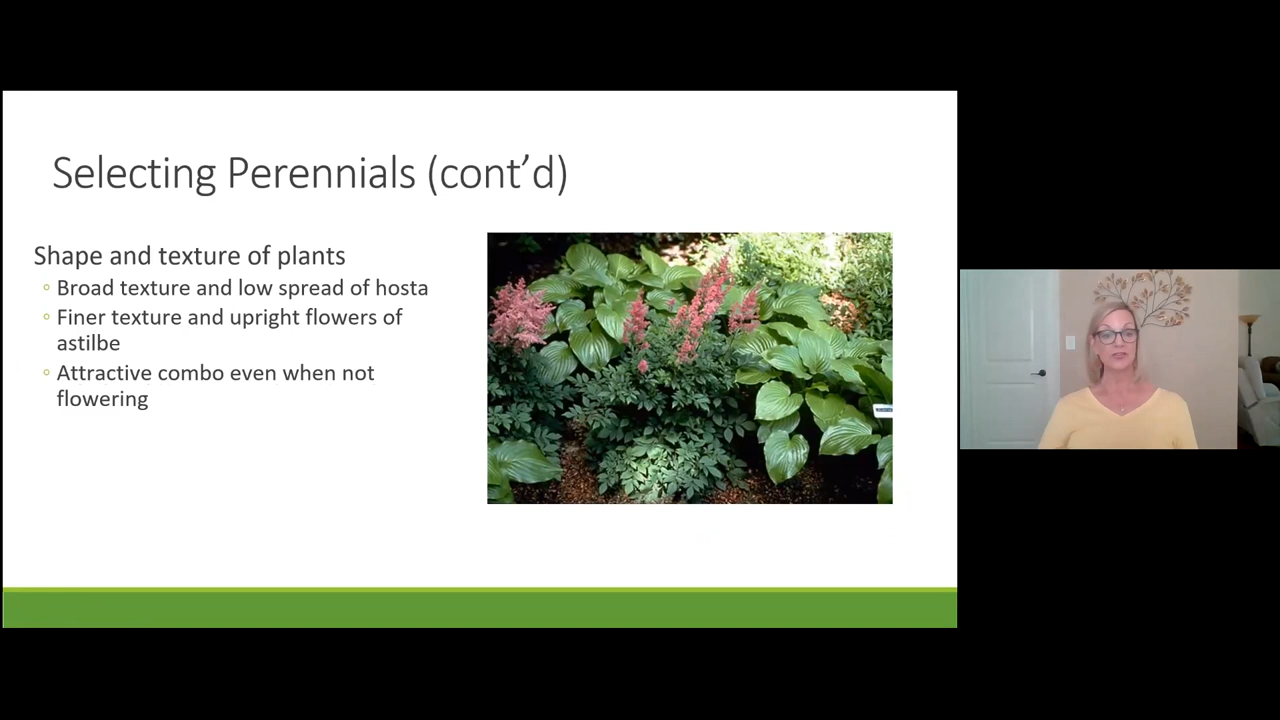 Selecting Perennials (cont’d)
Shape and texture of plants
◦ Broad texture and low spread of hosta
◦ Finer texture and upright flowers of
astilbe
◦ Attractive combo even when not
flowering